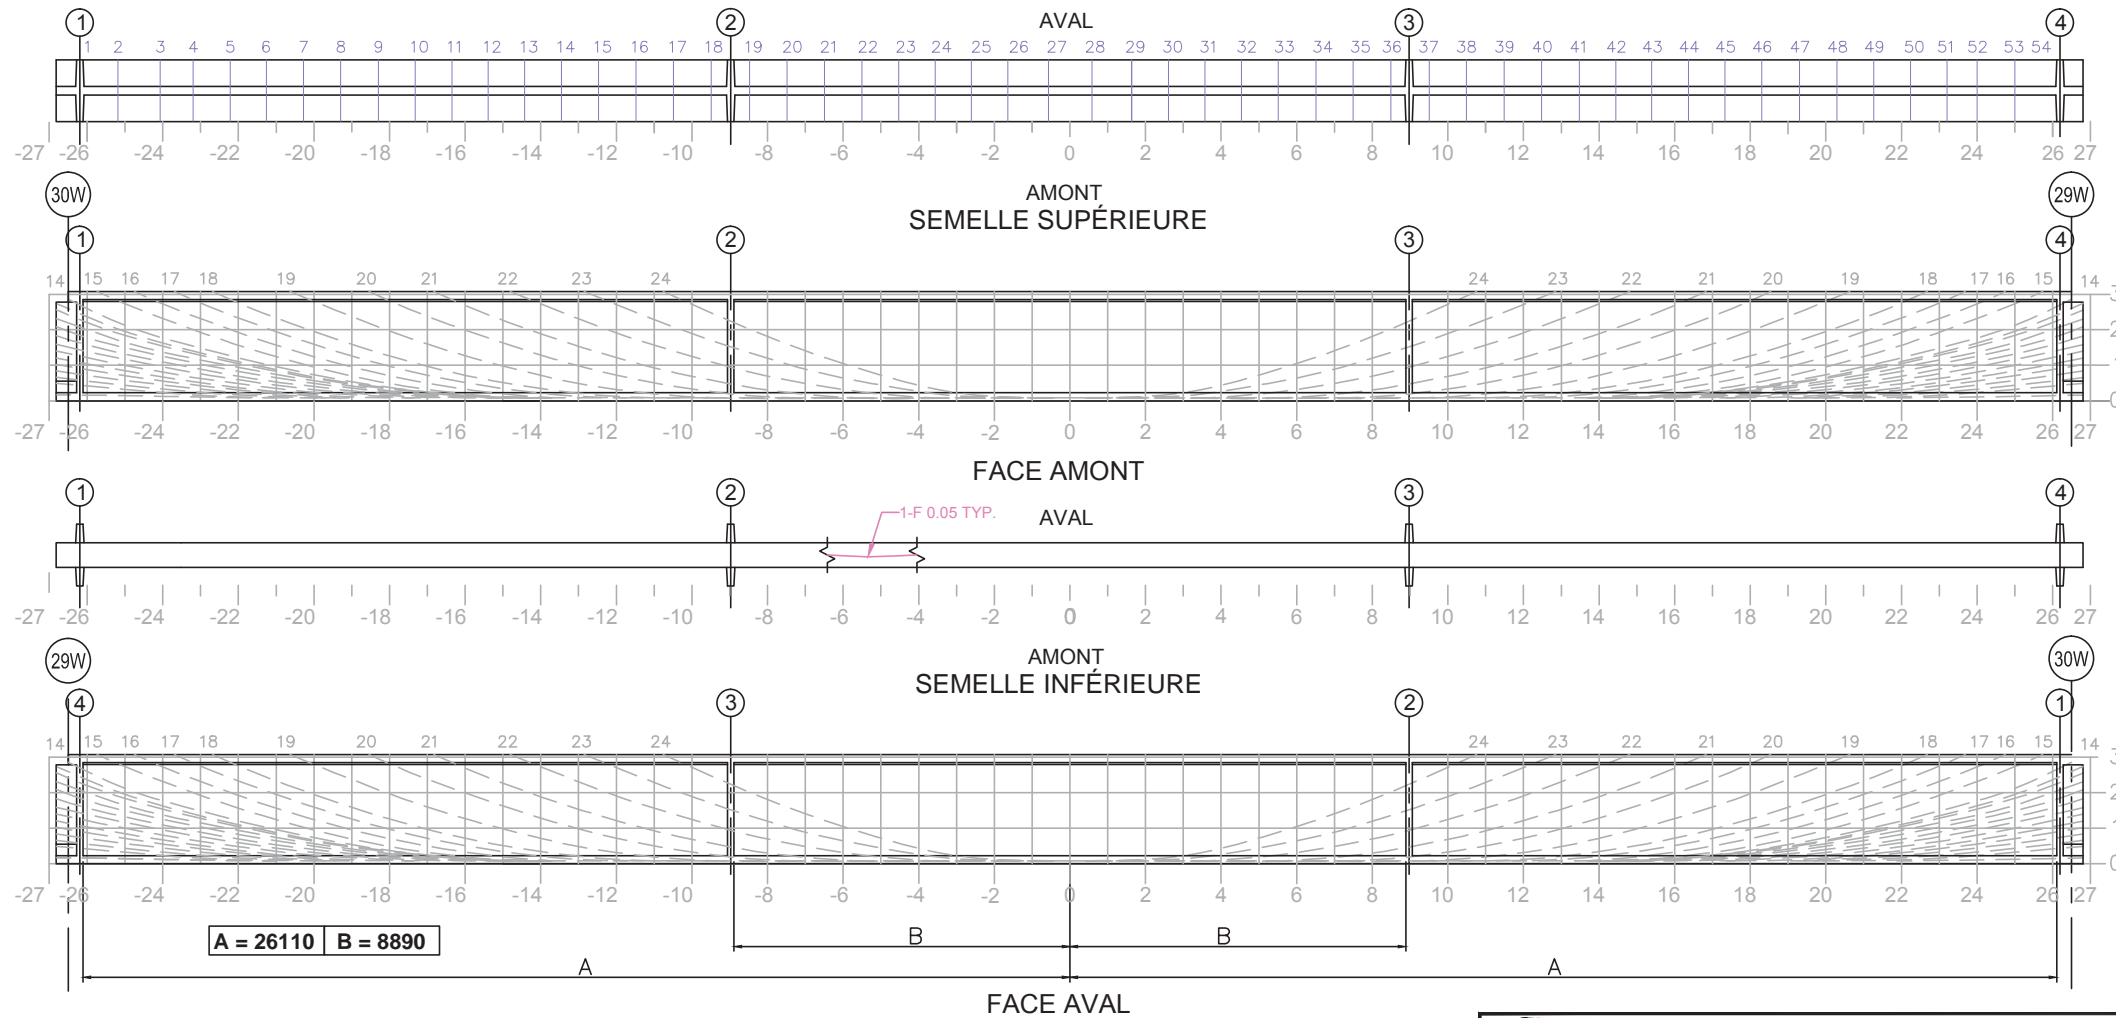 1 2 AVAL 3 4
1 2 3 4 5 6 7 8 9 10 11 12 13 14 15 16 17 18 19 20 21 22 23 24 25 26 27 28 29 30 31 32 33 34 35 36 37 38 39 40 41 42 43 44 45 46 47 48 49 50 51 52 53 54
-27 -26 -24 -22 -20 -18 -16 -14 -12 -10 -8 -6 -4 -2 0 2 4 6 8 10 12 14 16 18 20 22 24 26 27
30W AMONT 29W
SEMELLE SUPÉRIEURE
1 2 3 4
14 15 16 17 18 19 20 21 22 23 24 24 23 22 21 20 19 18 17 16 15 14
3
2
1
0
-27 -26 -24 -22 -20 -18 -16 -14 -12 -10 -8 -6 -4 -2 0 2 4 6 8 10 12 14 16 18 20 22 24 26 27
FACE AMONT
1 2 3 4
1-F 0.05 TYP. AVAL
-27 -26 -24 -22 -20 -18 -16 -14 -12 -10 -8 -6 -4 -2 0 2 4 6 8 10 12 14 16 18 20 22 24 26 27
29W AMONT 30W
SEMELLE INFÉRIEURE
4 3 2 1
14 15 16 17 18 19 20 21 22 23 24 24 23 22 21 20 19 18 17 16 15 14
3
2
1
0
-27 -26 -24 -22 -20 -18 -16 -14 -12 -10 -8 -6 -4 -2 0 2 4 6 8 10 12 14 16 18 20 22 24 26 27
A = 26110 B = 8890
B B
A A
FACE AVAL